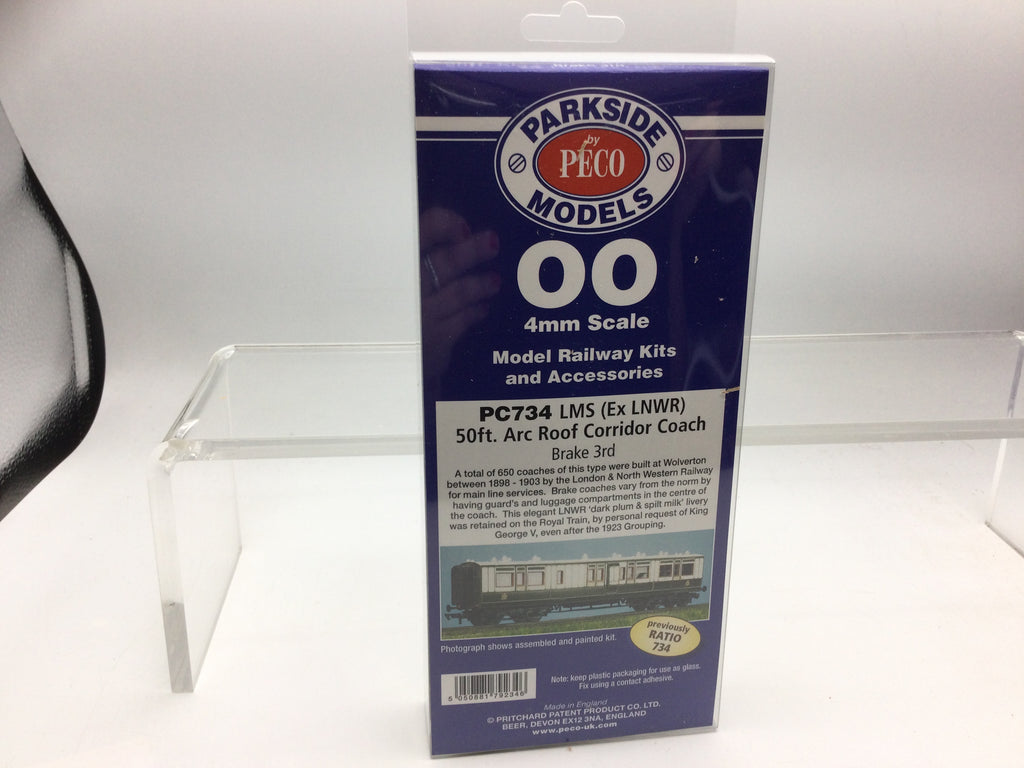 PARKSIDE
by
PECO
MODELS
OO
4mm Scale
Model Railway Kits
and Accessories
PC734 LMS (Ex LNWR)
50ft. Arc Roof Corridor Coach
Brake 3rd
A total of 650 coaches of this type were built at Wolverton
between 1898 - 1903 by the London & North Western Railway
for main line services. Brake coaches vary from the norm by
having guard's and luggage compartments in the centre of
the coach. This elegant LNWR 'dark plum & spilt milk' livery
was retained on the Royal Train, by personal request of King
George V, even after the 1923 Grouping.
Photograph shows assembled and painted kit.
previously
RATIO
734
Note: keep plastic packaging for use as glass.
Fix using a contact adhesive.
5 050881 792346
Made in England
© PRITCHARD PATENT PRODUCT CO. LTD.
BEER, DEVON EX12 3NA, ENGLAND
www.peco-uk.com